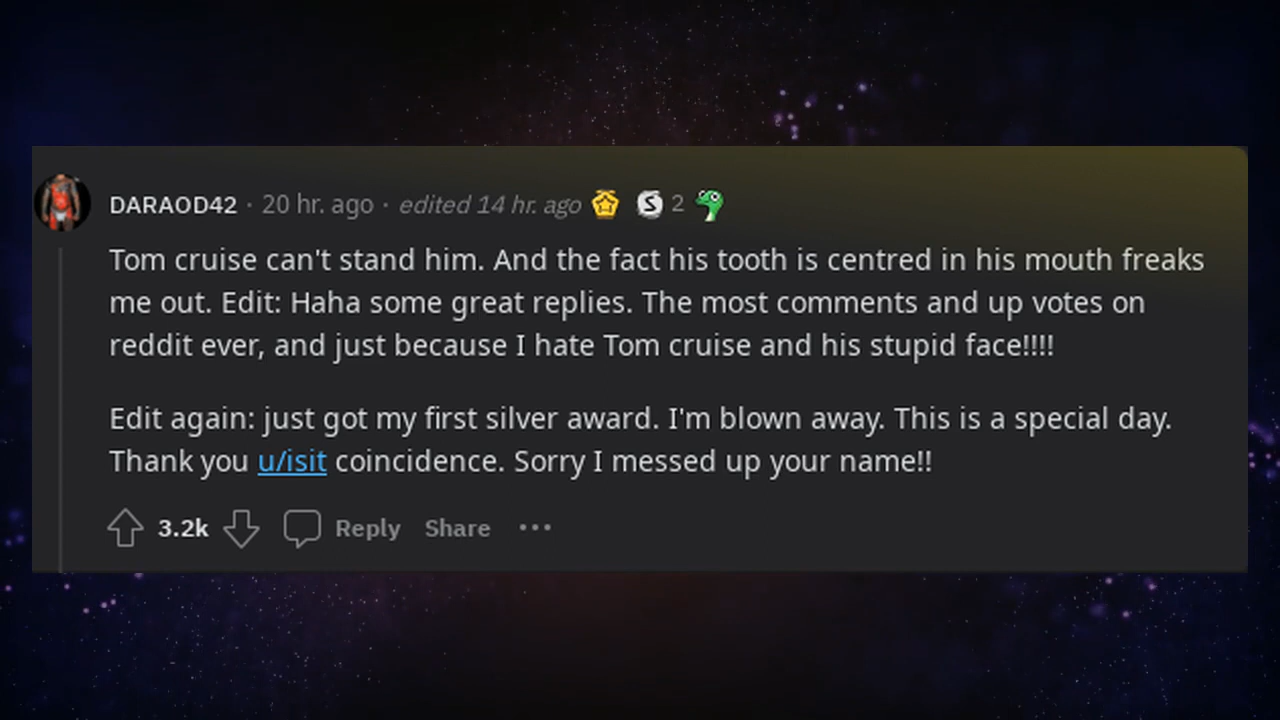 DARAOD42 · 20 hr. ago · edited 14 hr. ago S 2
Tom cruise can't stand him. And the fact his tooth is centred in his mouth freaks
me out. Edit: Haha some great replies. The most comments and up votes on
reddit ever, and just because I hate Tom cruise and his stupid face!!!!
Edit again: just got my first silver award. I'm blown away. This is a special day.
Thank you u/isit coincidence. Sorry I messed up your name!!
3.2k Reply Share ...